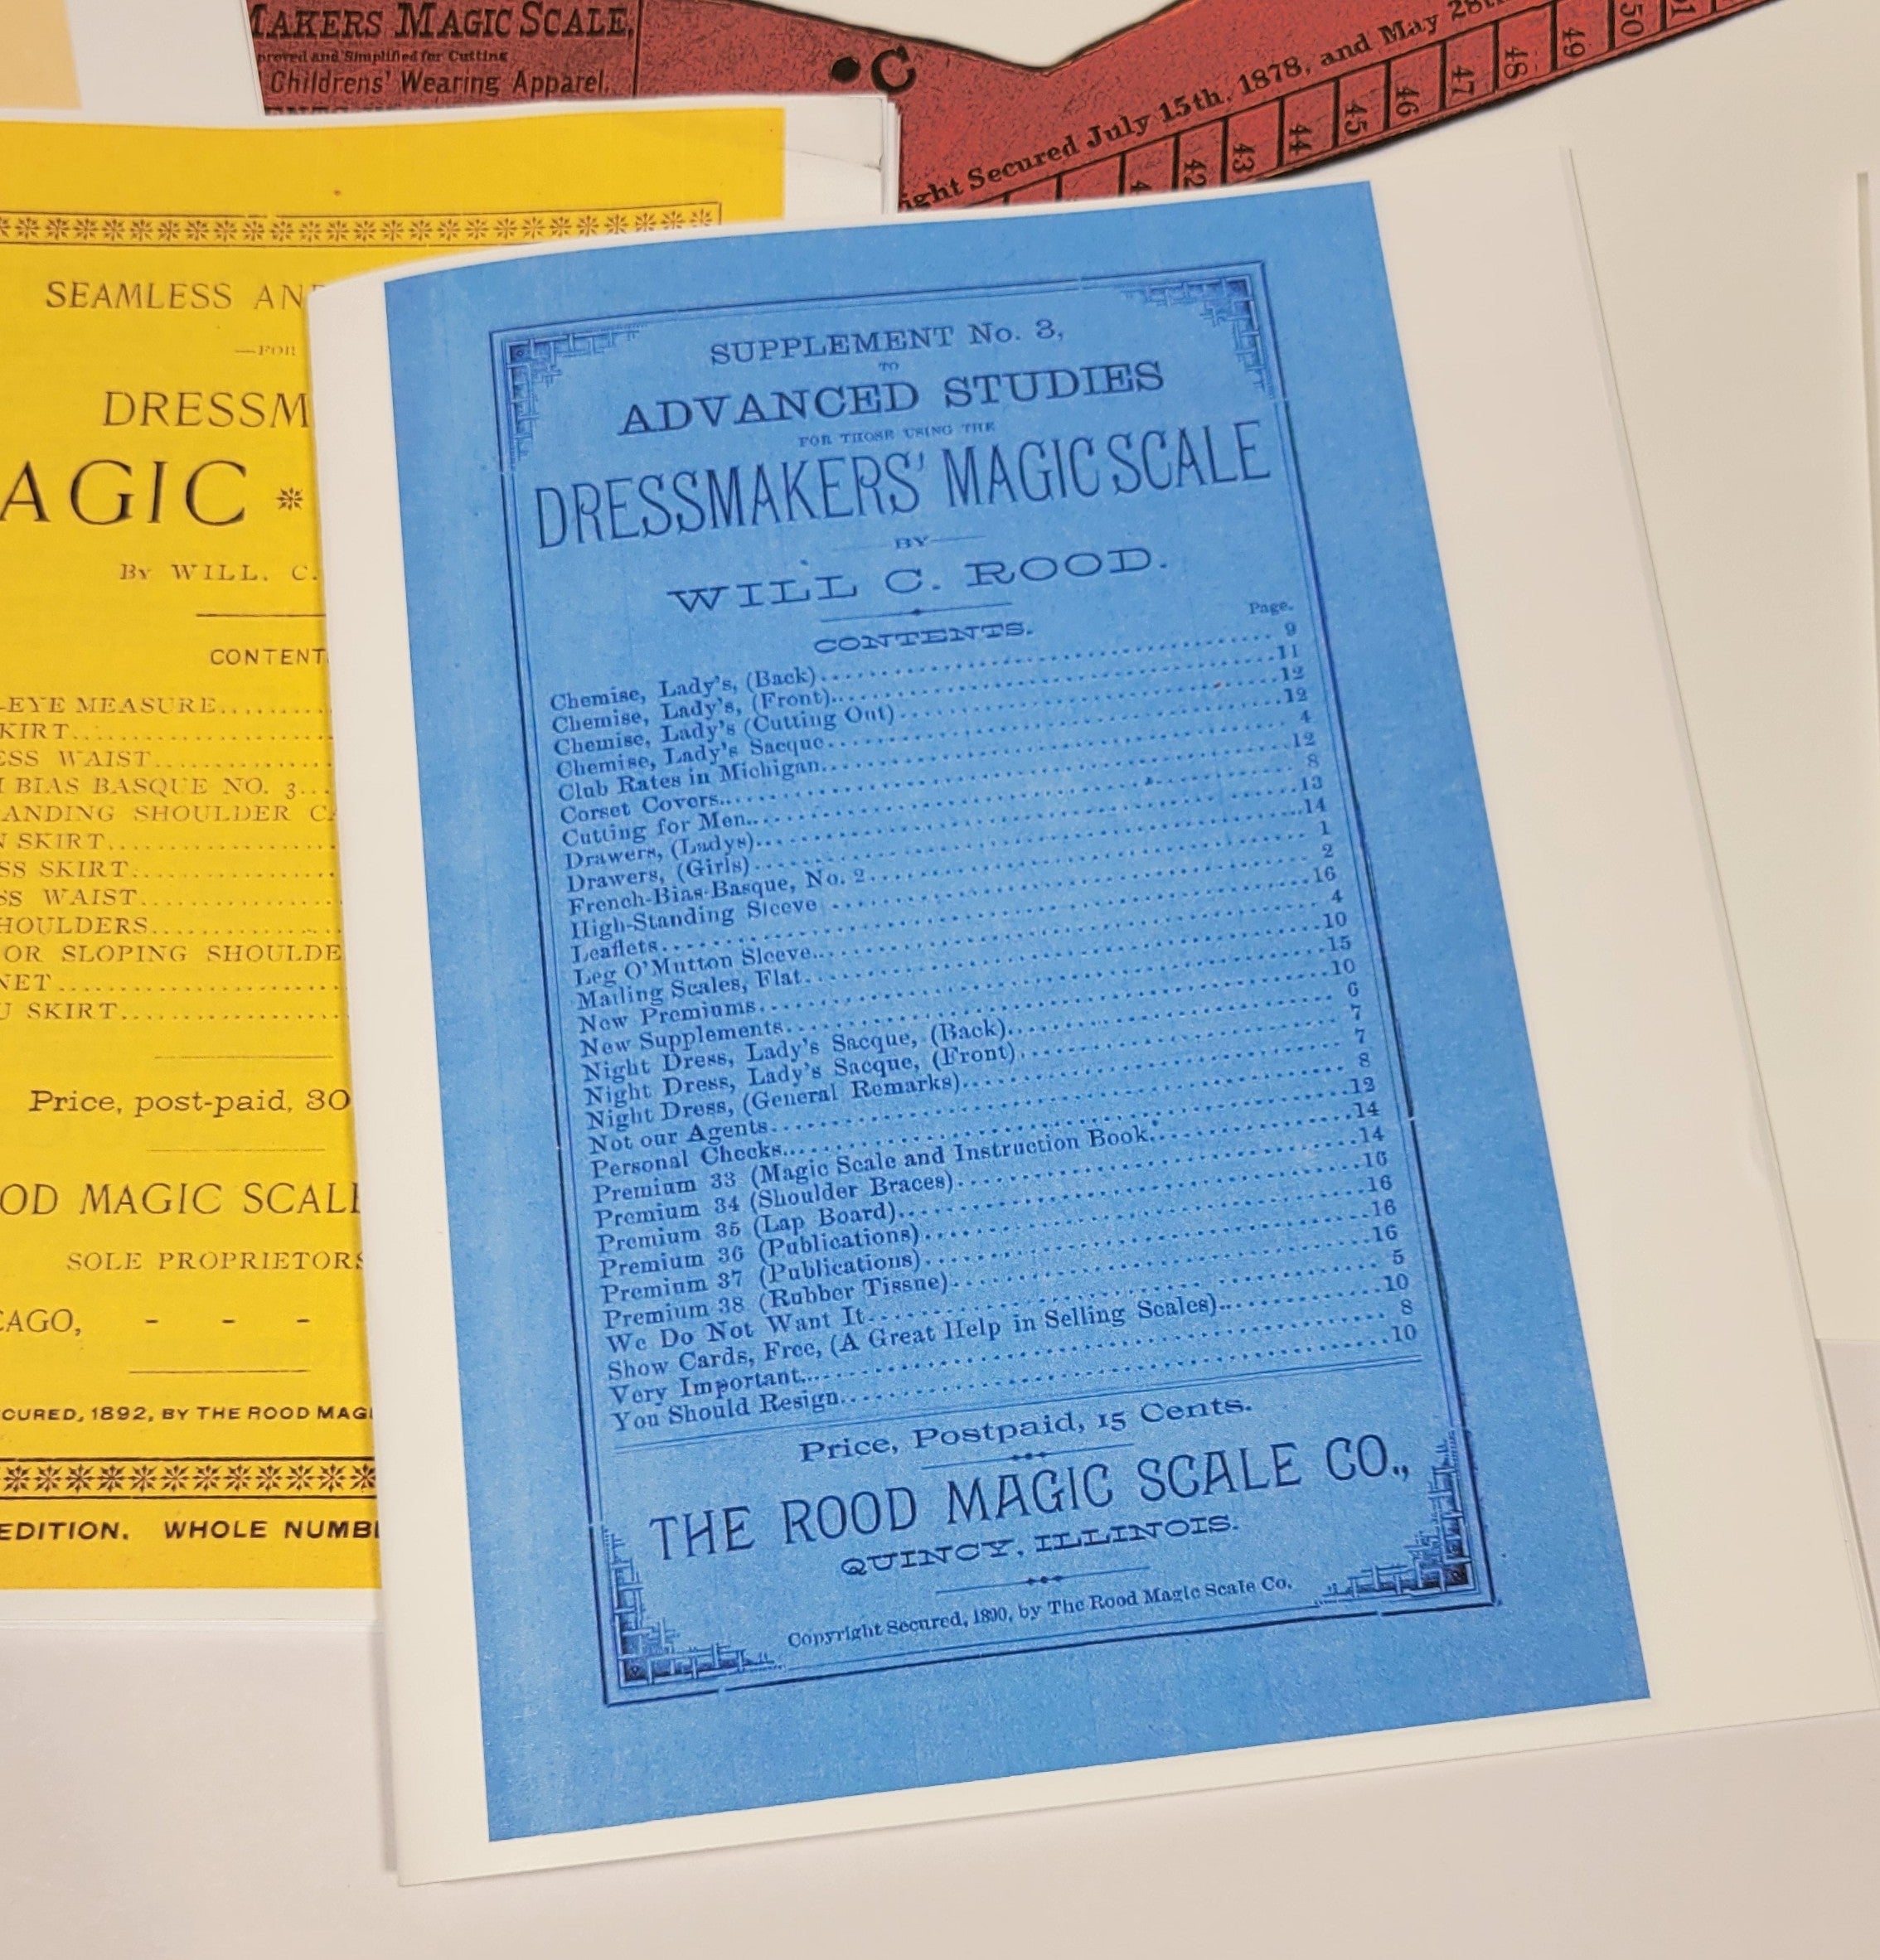 MAKERS MAGIC SCALE,
proved and Simplified for Cutting
Childrens' Wearing Apparel.
C
ght Secured July 15th, 1878, and May 28
42 43 44 45 46 47 48 49 50
SEAMLESS AN
—FOR
DRESSM
AGIC *
BY WILL. C.
CONTENT
-EYE MEASURE
KIRT
SS WAIST
BIAS BASQUE NO. 3
ANDING SHOULDER C
SKIRT
SS SKIRT
SS WAIST
HOULDERS
OR SLOPING SHOULDE
NET
U SKIRT
Price, post-paid, 30
OOD MAGIC SCAL
SOLE PROPRIETORS
CAGO, - - -
CURED, 1892, BY THE ROOD MAGI
EDITION. WHOLE NUMB
SUPPLEMENT No. 3,
TO
ADVANCED STUDIES
FOR THOSE USING THE
DRESSMAKERS' MAGIC SCALE
BY
WILL C. ROOD.
CONTENTS.
Page.
Chemise, Lady's, (Back) 9
Chemise, Lady's, (Front) 11
Chemise, Lady's (Cutting Out) 12
Chemise, Lady's Sacque 12
Club Rates in Michigan 4
Corset Covers 12
Cutting for Men 8
Drawers, (Ladys) 13
Drawers, (Girls) 14
French-Bias-Basque, No. 2 1
High-Standing Sleeve 2
Leaflets 16
Leg O'Mutton Sleeve 4
Mailing Scales, Flat 10
New Premiums 15
New Supplements 10
Night Dress, Lady's Sacque, (Back) 6
Night Dress, Lady's Sacque, (Front) 7
Night Dress, (General Remarks) 7
Not our Agents 8
Personal Checks 12
Premium 33 (Magic Scale and Instruction Book 14
Premium 34 (Shoulder Braces) 14
Premium 35 (Lap Board) 16
Premium 36 (Publications) 16
Premium 37 (Publications) 16
Premium 38 (Rubber Tissue) 16
We Do Not Want It 5
Show Cards, Free, (A Great Help in Selling Scales) 10
Very Important 8
You Should Resign 10
Price, Postpaid, 15 Cents.
THE ROOD MAGIC SCALE CO.,
QUINCY, ILLINOIS.
Copyright Secured, 1890, by The Rood Magic Scale Co.